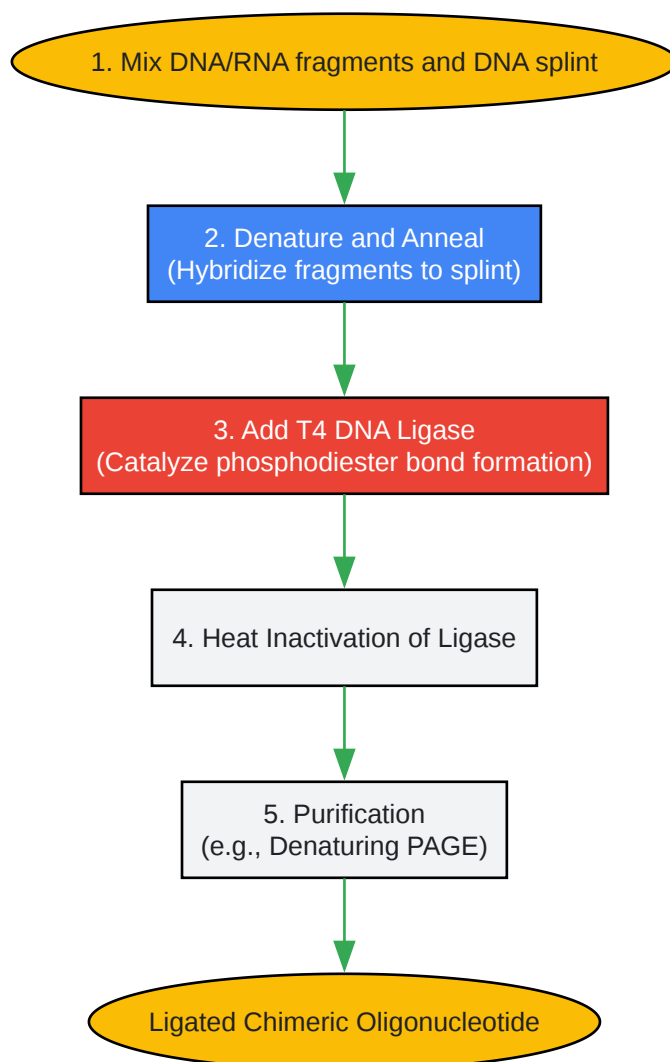 1. Mix DNA/RNA fragments and DNA splint
2. Denature and Anneal
(Hybridize fragments to splint)
3. Add T4 DNA Ligase
(Catalyze phosphodiester bond formation)
4. Heat Inactivation of Ligase
5. Purification
(e.g., Denaturing PAGE)
Ligated Chimeric Oligonucleotide